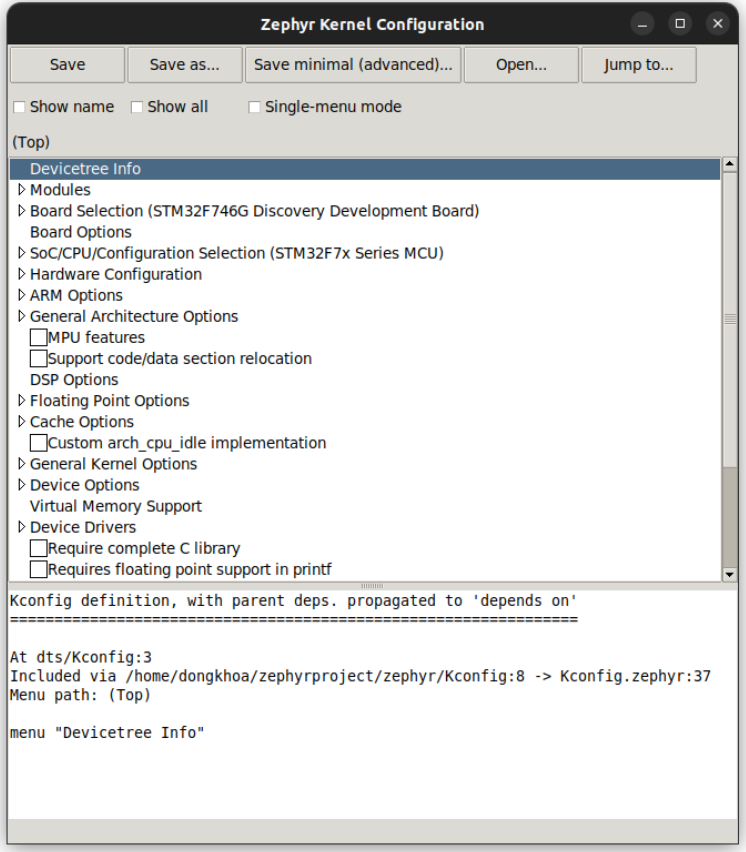 Zephyr Kernel Configuration
Save Save as... Save minimal (advanced)... Open... Jump to...
Show name Show all Single-menu mode
(Top)
Devicetree Info
Modules
Board Selection (STM32F746G Discovery Development Board)
Board Options
SoC/CPU/Configuration Selection (STM32F7x Series MCU)
Hardware Configuration
ARM Options
General Architecture Options
MPU features
Support code/data section relocation
DSP Options
Floating Point Options
Cache Options
Custom arch_cpu_idle implementation
General Kernel Options
Device Options
Virtual Memory Support
Device Drivers
Require complete C library
Requires floating point support in printf
Kconfig definition, with parent deps. propagated to 'depends on'
================================================================
At dts/Kconfig:3
Included via /home/dongkhoa/zephyrproject/zephyr/Kconfig:8 -> Kconfig.zephyr:37
Menu path: (Top)
menu "Devicetree Info"